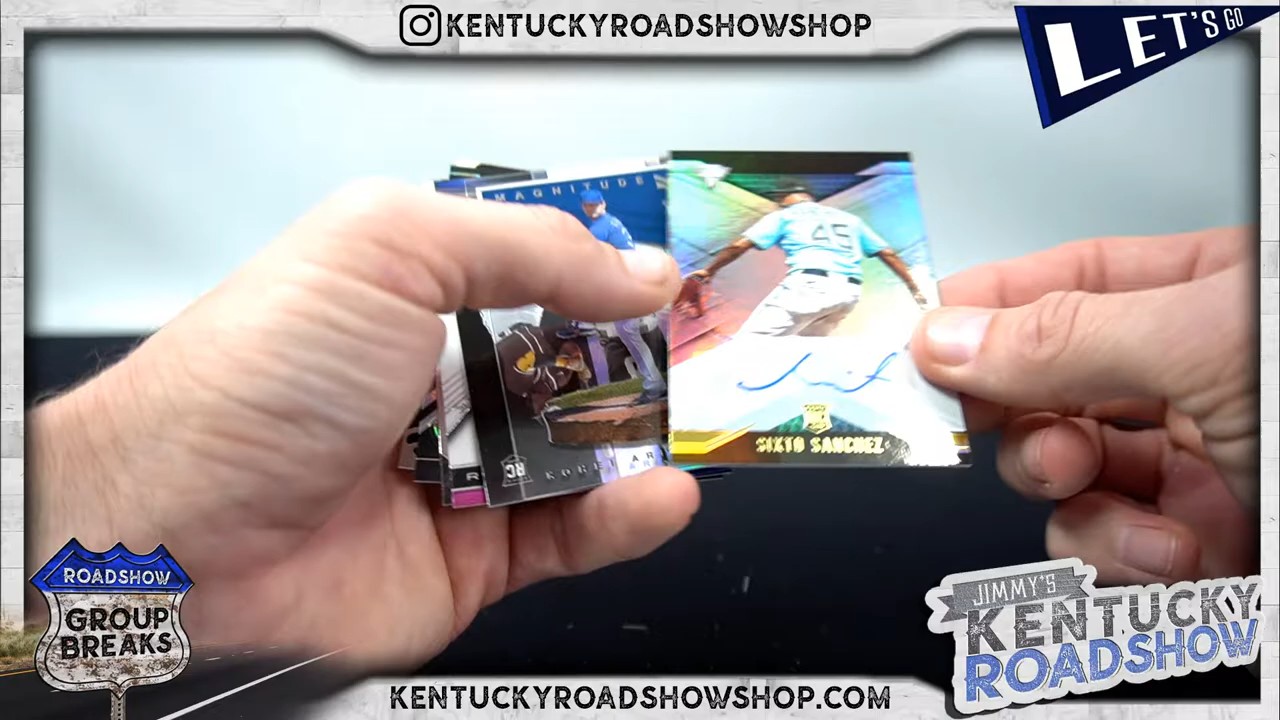 KENTUCKYROADSHOWSHOP
LET'S GO
MAGNITUDE
45
RC
SIXTO SANCHEZ
ROADSHOW
GROUP
BREAKS
JIMMY'S
KENTUCKY
ROADSHOW
KENTUCKYROADSHOWSHOP.COM